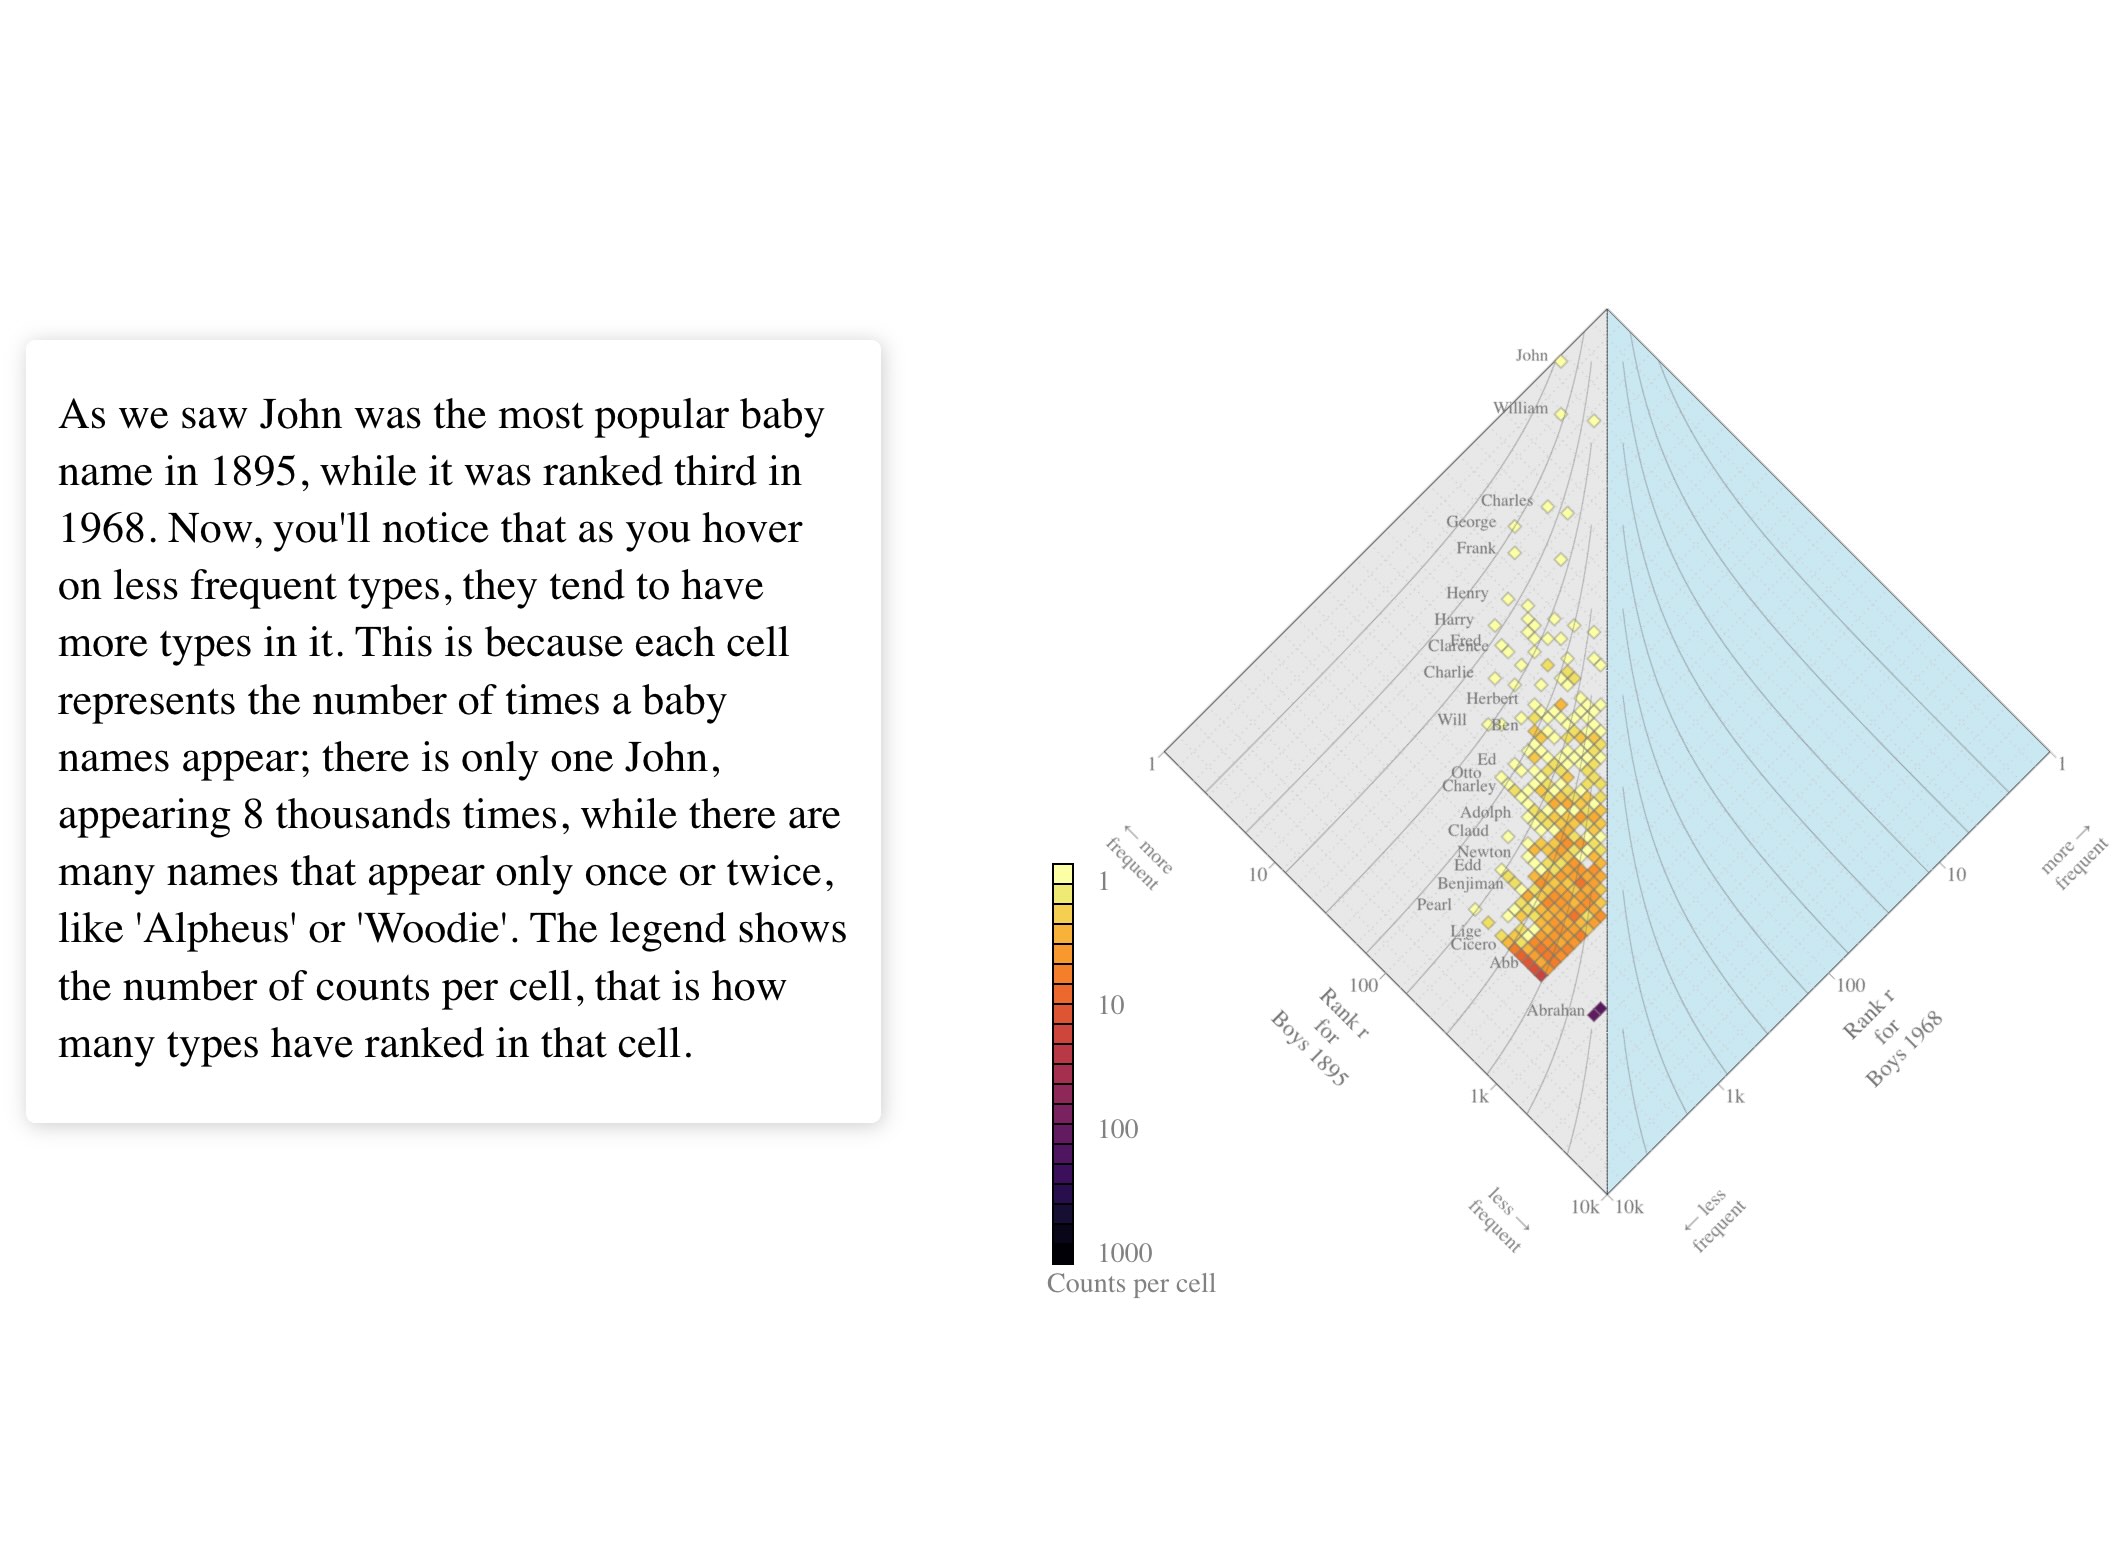 As we saw John was the most popular baby
name in 1895, while it was ranked third in
1968. Now, you'll notice that as you hover
on less frequent types, they tend to have
more types in it. This is because each cell
represents the number of times a baby
names appear; there is only one John,
appearing 8 thousands times, while there are
many names that appear only once or twice,
like 'Alpheus' or 'Woodie'. The legend shows
the number of counts per cell, that is how
many types have ranked in that cell.
John
William
Charles
George
Frank
Henry
Harry
Fred
Clarence
Charlie
Herbert
Will
Ben
Ed
Otto
Charley
Adolph
Claud
Newton
Edd
Benjiman
Pearl
Lige
Cicero
Abb
Abrahan
1
10
100
1k
10k
← more
frequent
Rank r
for
Boys 1895
less →
frequent
1
10
100
1k
10k
more →
frequent
Rank r
for
Boys 1968
← less
frequent
1
10
100
1000
Counts per cell